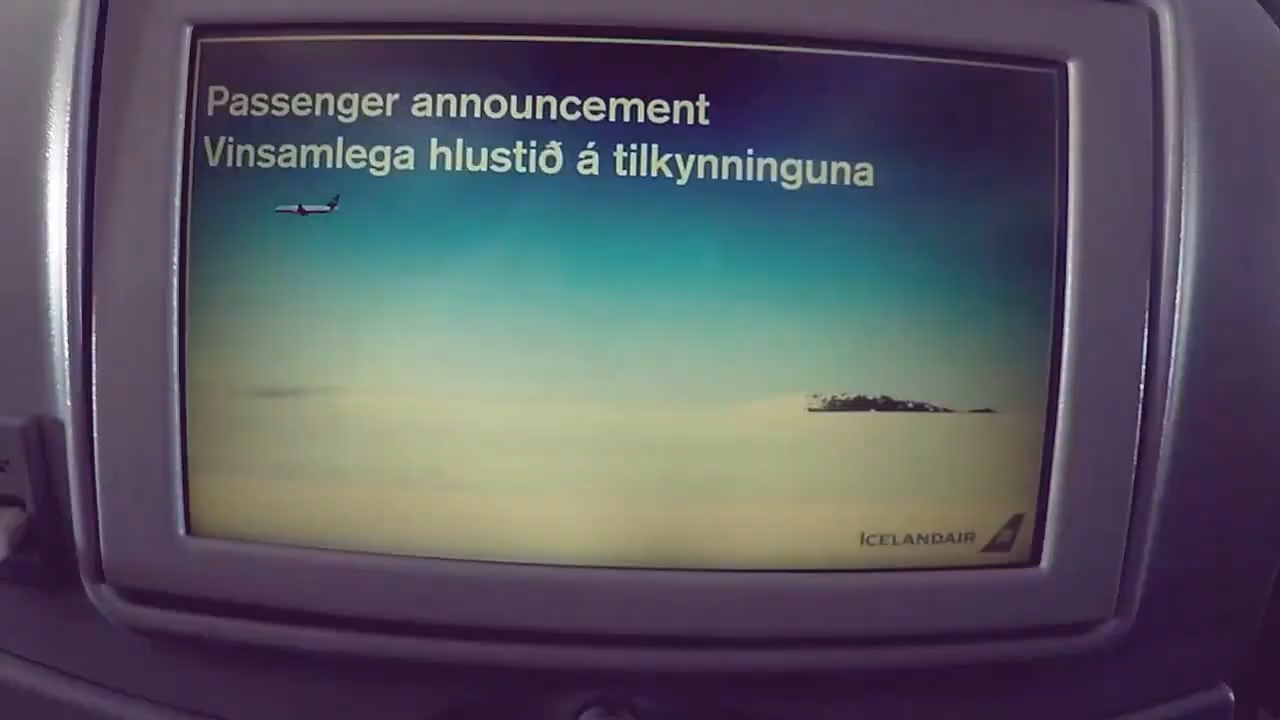 Passenger announcement
Vinsamlega hlustið á tilkynninguna
ICELANDAIR